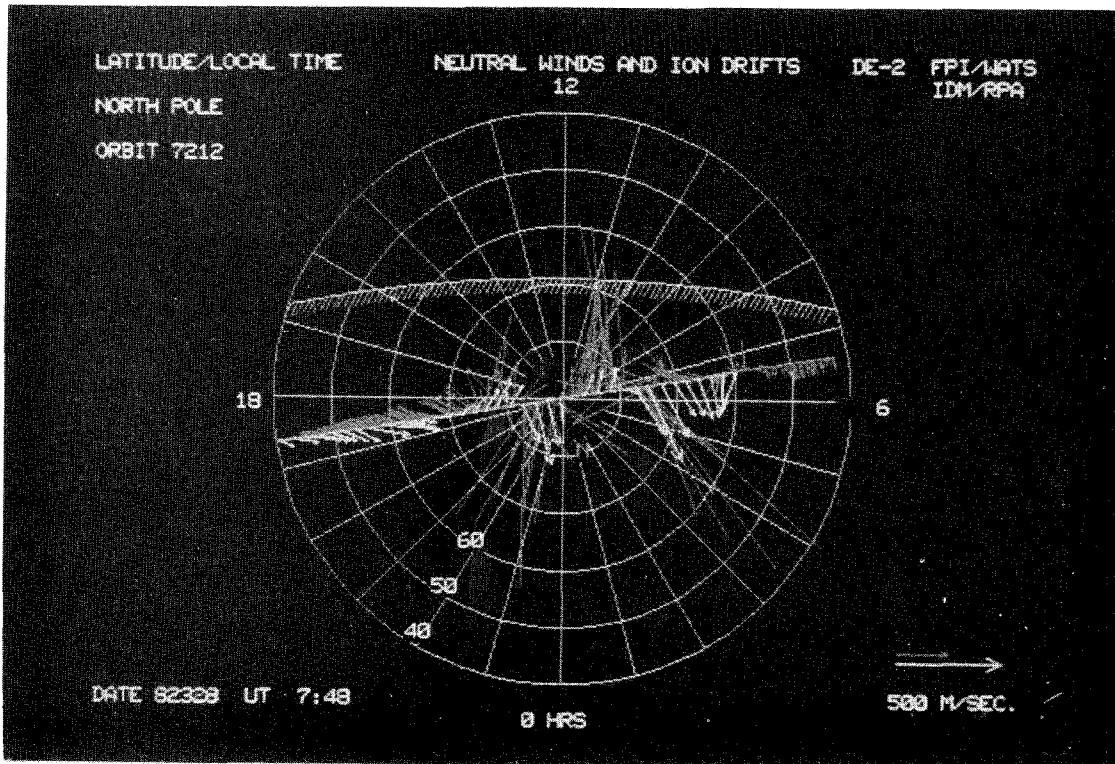 LATITUDE/LOCAL TIME
NEUTRAL WINDS AND ION DRIFTS
DE-2 FPI/WATS
IDM/RPA
NORTH POLE
ORBIT 7212
12
18
6
60
50
40
0 HRS
DATE 82338 UT 7:48
500 M/SEC.